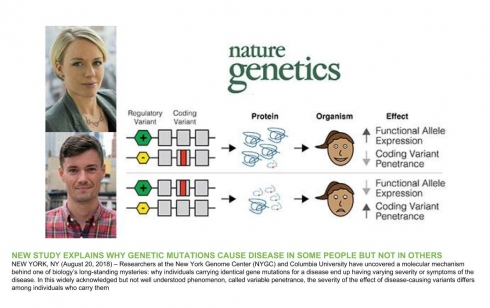 nature
genetics
Regulatory Variant
Coding Variant
Protein
Organism
Effect
+
Functional Allele
Expression
-
Coding Variant
Penetrance
+
Functional Allele
Expression
-
Coding Variant
Penetrance
NEW STUDY EXPLAINS WHY GENETIC MUTATIONS CAUSE DISEASE IN SOME PEOPLE BUT NOT IN OTHERS
NEW YORK, NY (August 20, 2018) – Researchers at the New York Genome Center (NYGC) and Columbia University have uncovered a molecular mechanism
behind one of biology's long-standing mysteries: why individuals carrying identical gene mutations for a disease end up having varying severity or symptoms of the
disease. In this widely acknowledged but not well understood phenomenon, called variable penetrance, the severity of the effect of disease-causing variants differs
among individuals who carry them